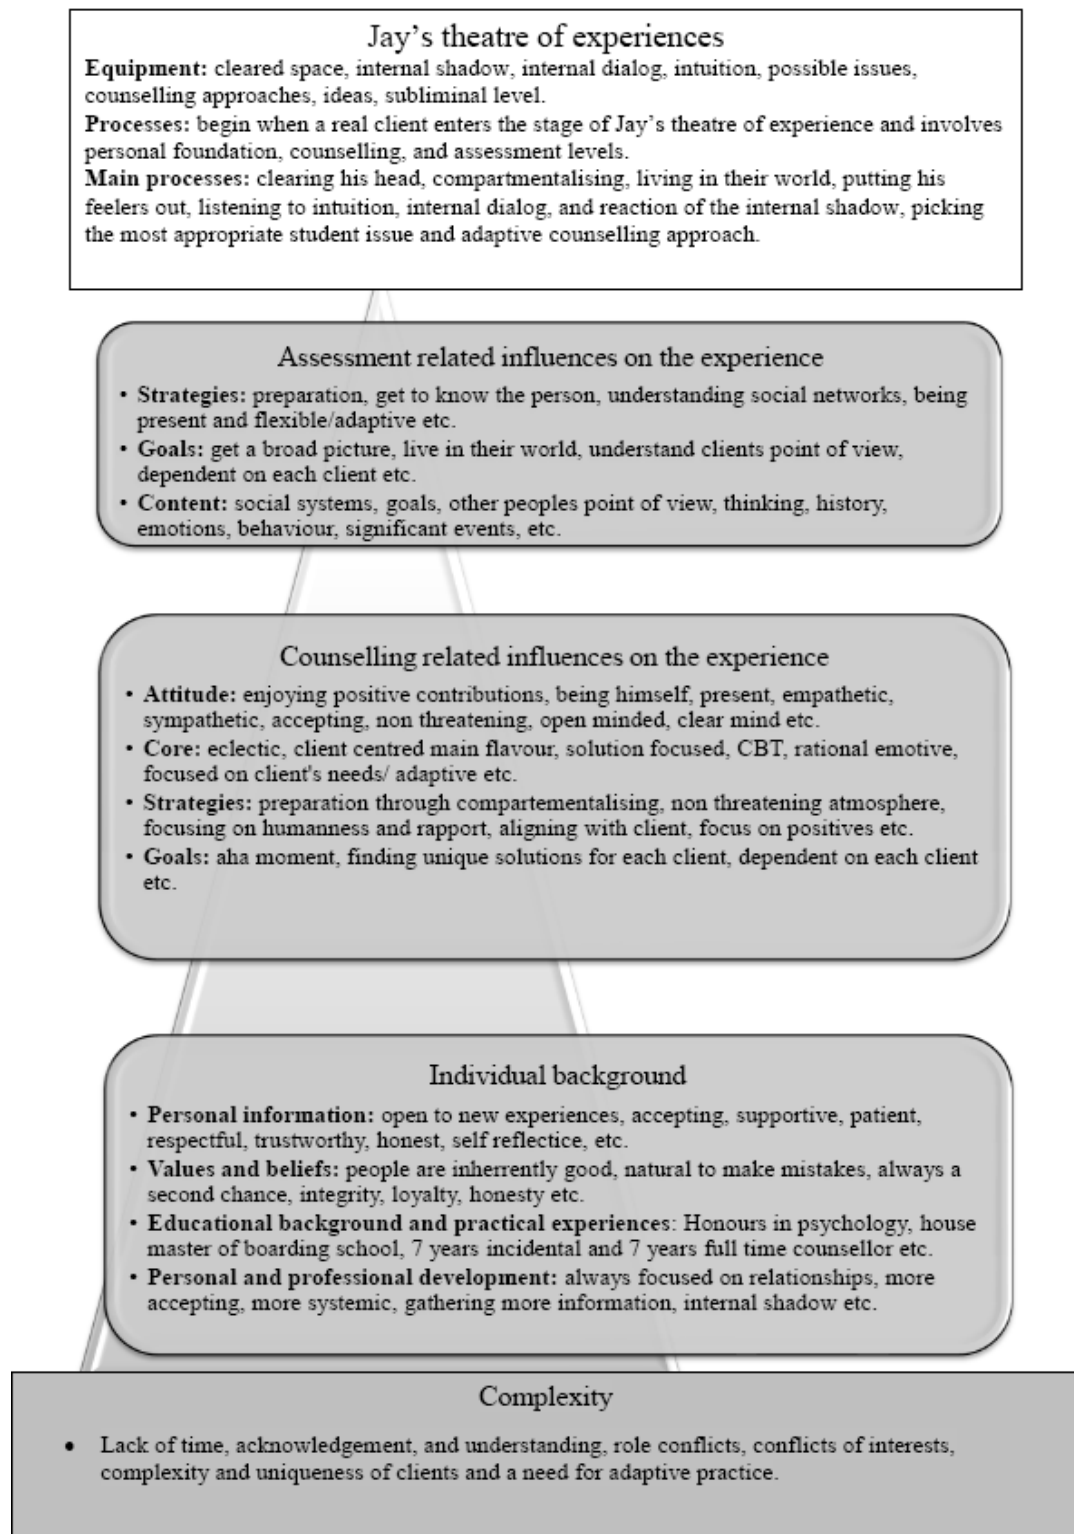 Jay's theatre of experiences
Equipment: cleared space, internal shadow, internal dialog, intuition, possible issues,
counselling approaches, ideas, subliminal level.
Processes: begin when a real client enters the stage of Jay's theatre of experience and involves
personal foundation, counselling, and assessment levels.
Main processes: clearing his head, compartmentalising, living in their world, putting his
feelers out, listening to intuition, internal dialog, and reaction of the internal shadow, picking
the most appropriate student issue and adaptive counselling approach.
Assessment related influences on the experience
• Strategies: preparation, get to know the person, understanding social networks, being
present and flexible/adaptive etc.
• Goals: get a broad picture, live in their world, understand clients point of view,
dependent on each client etc.
• Content: social systems, goals, other peoples point of view, thinking, history,
emotions, behaviour, significant events, etc.
Counselling related influences on the experience
• Attitude: enjoying positive contributions, being himself, present, empathetic,
sympathetic, accepting, non threatening, open minded, clear mind etc.
• Core: eclectic, client centred main flavour, solution focused, CBT, rational emotive,
focused on client's needs/ adaptive etc.
• Strategies: preparation through compartementalising, non threatening atmosphere,
focusing on humanness and rapport, aligning with client, focus on positives etc.
• Goals: aha moment, finding unique solutions for each client, dependent on each client
etc.
Individual background
• Personal information: open to new experiences, accepting, supportive, patient,
respectful, trustworthy, honest, self reflectice, etc.
• Values and beliefs: people are inherrently good, natural to make mistakes, always a
second chance, integrity, loyalty, honesty etc.
• Educational background and practical experiences: Honours in psychology, house
master of boarding school, 7 years incidental and 7 years full time counsellor etc.
• Personal and professional development: always focused on relationships, more
accepting, more systemic, gathering more information, internal shadow etc.
Complexity
• Lack of time, acknowledgement, and understanding, role conflicts, conflicts of interests,
complexity and uniqueness of clients and a need for adaptive practice.